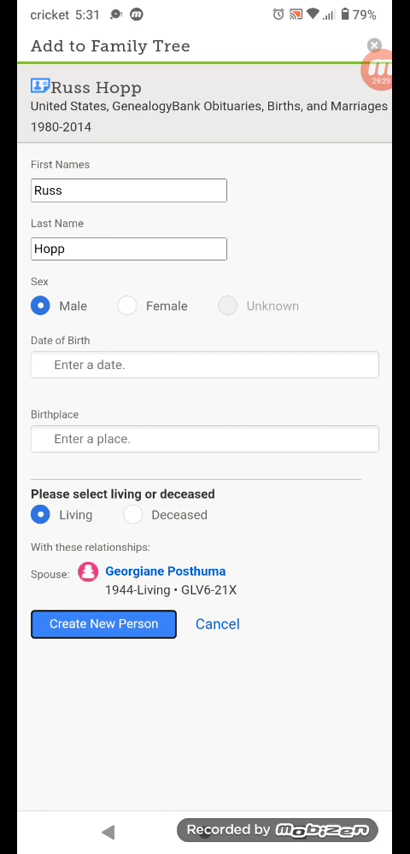 cricket 5:31
79%
Add to Family Tree
29:29
Russ Hopp
United States, GenealogyBank Obituaries, Births, and Marriages
1980-2014
First Names
Russ
Last Name
Hopp
Sex
Male Female Unknown
Date of Birth
Enter a date.
Birthplace
Enter a place.
Please select living or deceased
Living Deceased
With these relationships:
Spouse: Georgiane Posthuma
1944-Living • GLV6-21X
Create New Person Cancel
Recorded by mobizen